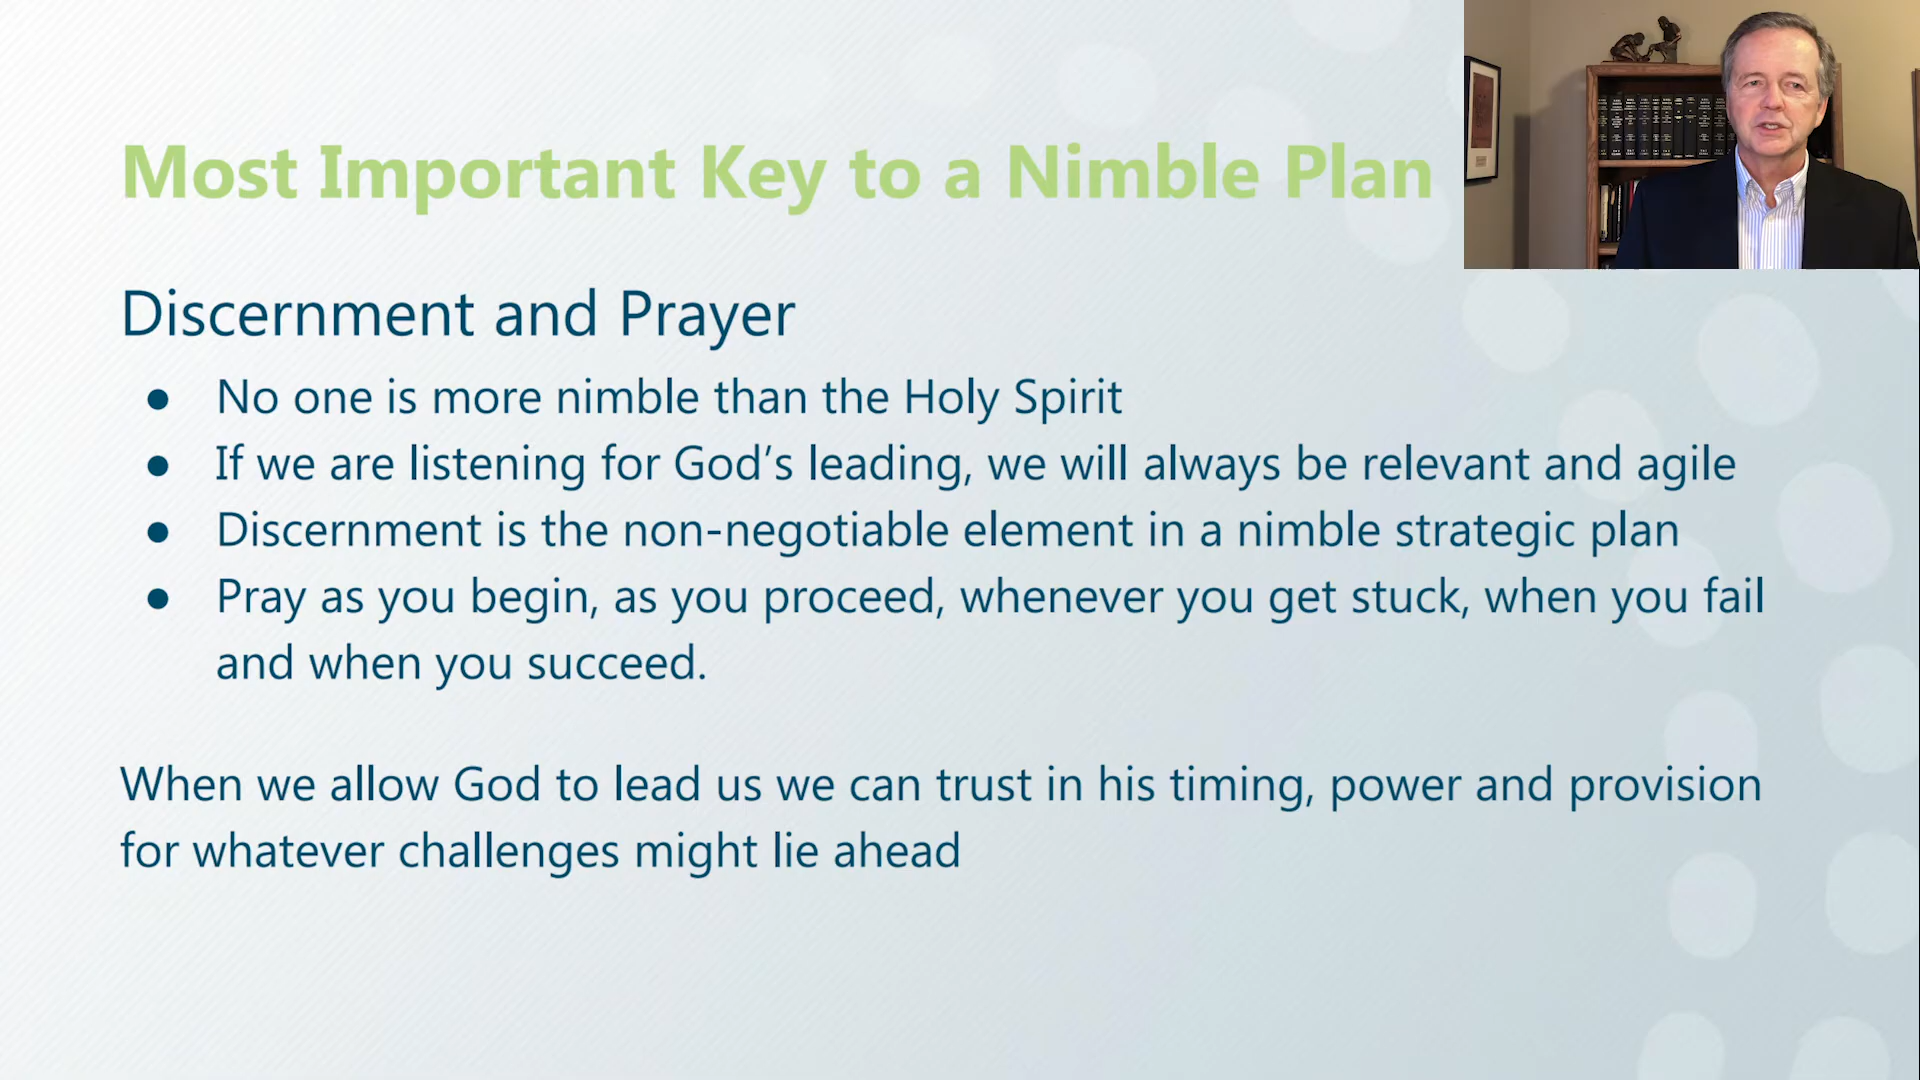 Most Important Key to a Nimble Plan
Discernment and Prayer
● No one is more nimble than the Holy Spirit
● If we are listening for God’s leading, we will always be relevant and agile
● Discernment is the non-negotiable element in a nimble strategic plan
● Pray as you begin, as you proceed, whenever you get stuck, when you fail
and when you succeed.
When we allow God to lead us we can trust in his timing, power and provision
for whatever challenges might lie ahead